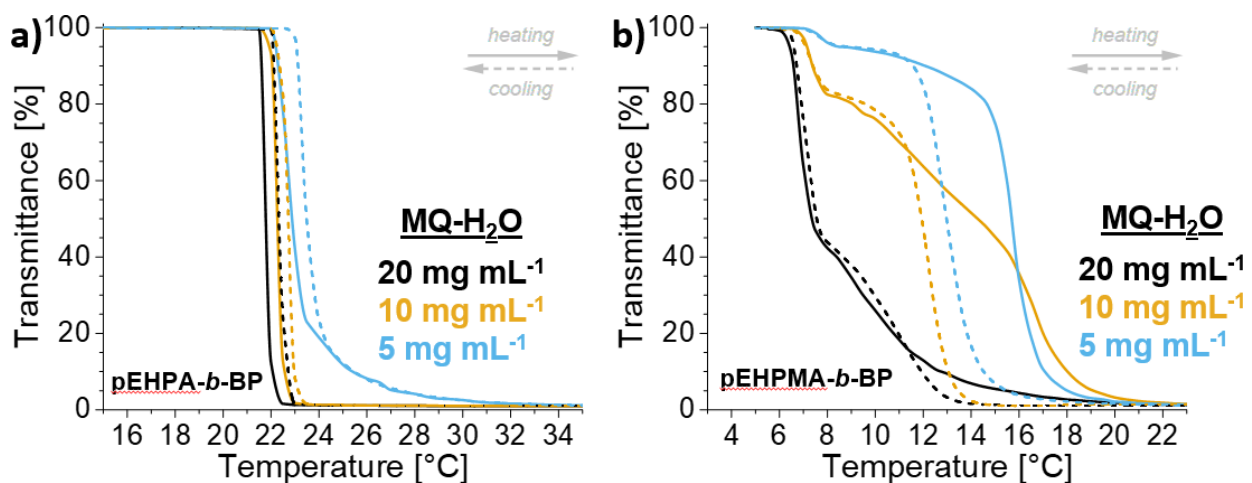 a)
100
80
60
40
20
0
Transmittance [%]
heating
cooling
MQ-H₂O
20 mg mL⁻¹
10 mg mL⁻¹
5 mg mL⁻¹
pEHPA-b-BP
16 18 20 22 24 26 28 30 32 34
Temperature [°C]
b)
100
80
60
40
20
0
Transmittance [%]
heating
cooling
MQ-H₂O
20 mg mL⁻¹
10 mg mL⁻¹
5 mg mL⁻¹
pEHPMA-b-BP
4 6 8 10 12 14 16 18 20 22
Temperature [°C]